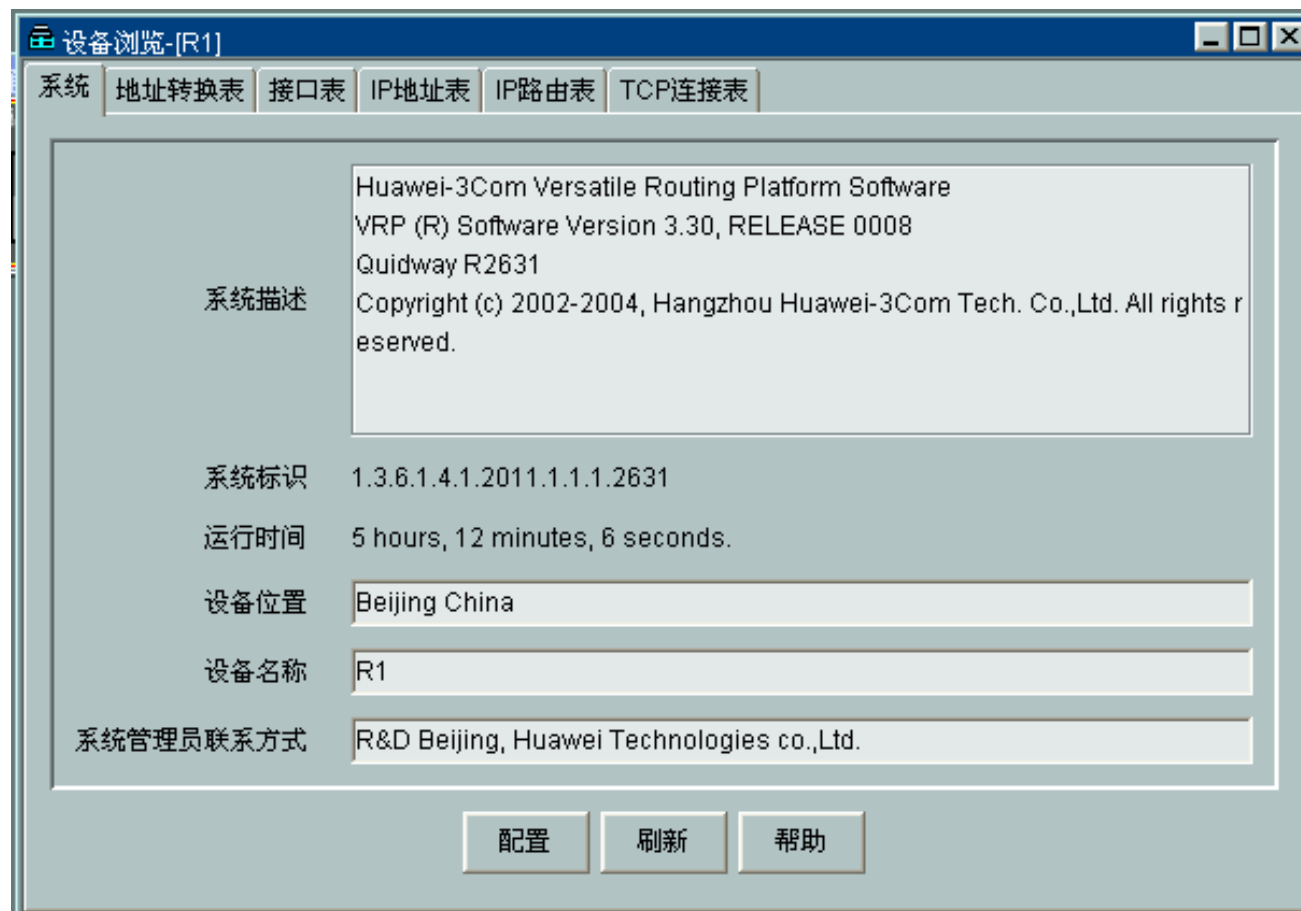 设备浏览-[R1]
系统 地址转换表 接口表 IP地址表 IP路由表 TCP连接表
Huawei-3Com Versatile Routing Platform Software
VRP (R) Software Version 3.30, RELEASE 0008
Quidway R2631
Copyright (c) 2002-2004, Hangzhou Huawei-3Com Tech. Co.,Ltd. All rights r
eserved.
系统描述
系统标识 1.3.6.1.4.1.2011.1.1.1.2631
运行时间 5 hours, 12 minutes, 6 seconds.
设备位置 Beijing China
设备名称 R1
系统管理员联系方式 R&D Beijing, Huawei Technologies co.,Ltd.
配置 刷新 帮助